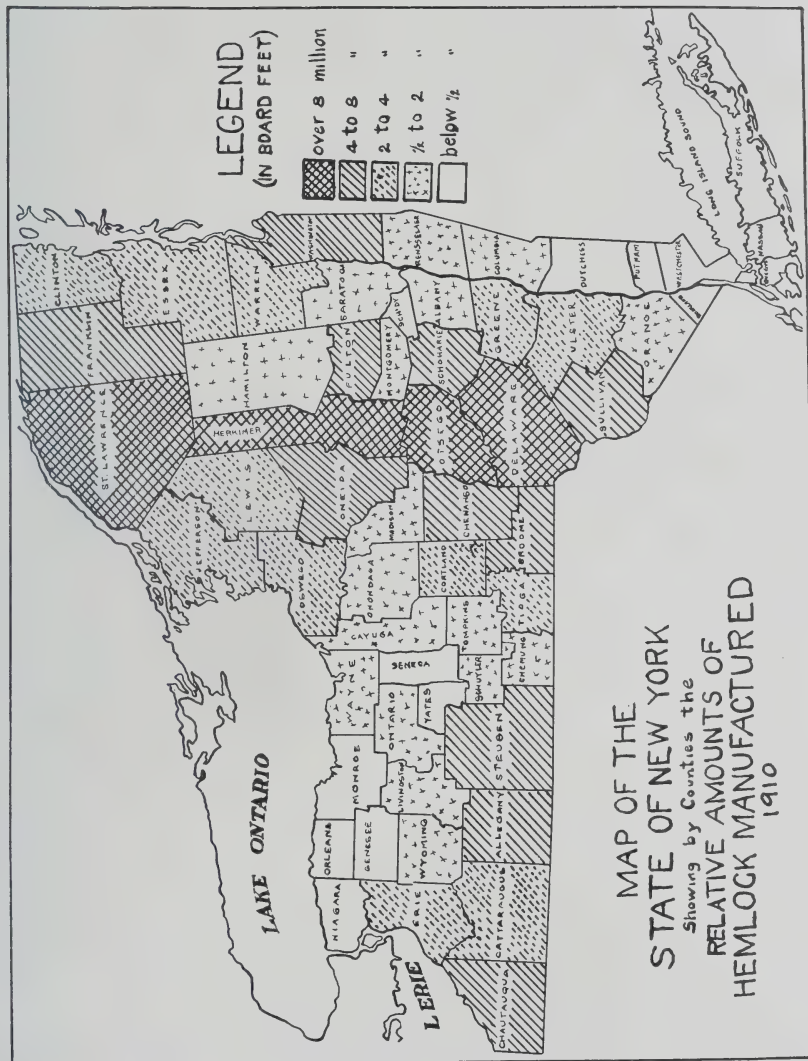 MAP OF THE
STATE OF NEW YORK
Showing by Counties the
RELATIVE AMOUNTS OF
HEMLOCK MANUFACTURED
1910
LEGEND
(IN BOARD FEET)
over 8 million
4 to 8 "
2 to 4 "
½ to 2 "
below ½ "
LAKE ONTARIO
L ERIE
LONG ISLAND SOUND
CLINTON
FRANKLIN
ST. LAWRENCE
ESSEX
WARREN
WASHINGTON
HAMILTON
HERKIMER
LEWIS
JEFFERSON
OSWEGO
ONEIDA
FULTON
SARATOGA
MONTGOMERY
SCH'DY
RENSSELAER
ALBANY
SCHOHARIE
OTSEGO
MADISON
ONONDAGA
CAYUGA
WAYNE
SENECA
ONTARIO
YATES
MONROE
ORLEANS
GENESEE
NIAGARA
ERIE
WYOMING
LIVINGSTON
CHAUTAUQUA
CATTARAUGUS
ALLEGANY
STEUBEN
SCHUYLER
CHEMUNG
TOMPKINS
TIOGA
CORTLAND
CHENANGO
BROOME
DELAWARE
GREENE
COLUMBIA
ULSTER
DUTCHESS
SULLIVAN
ORANGE
PUTNAM
WESTCHESTER
SUFFOLK
NASSAU